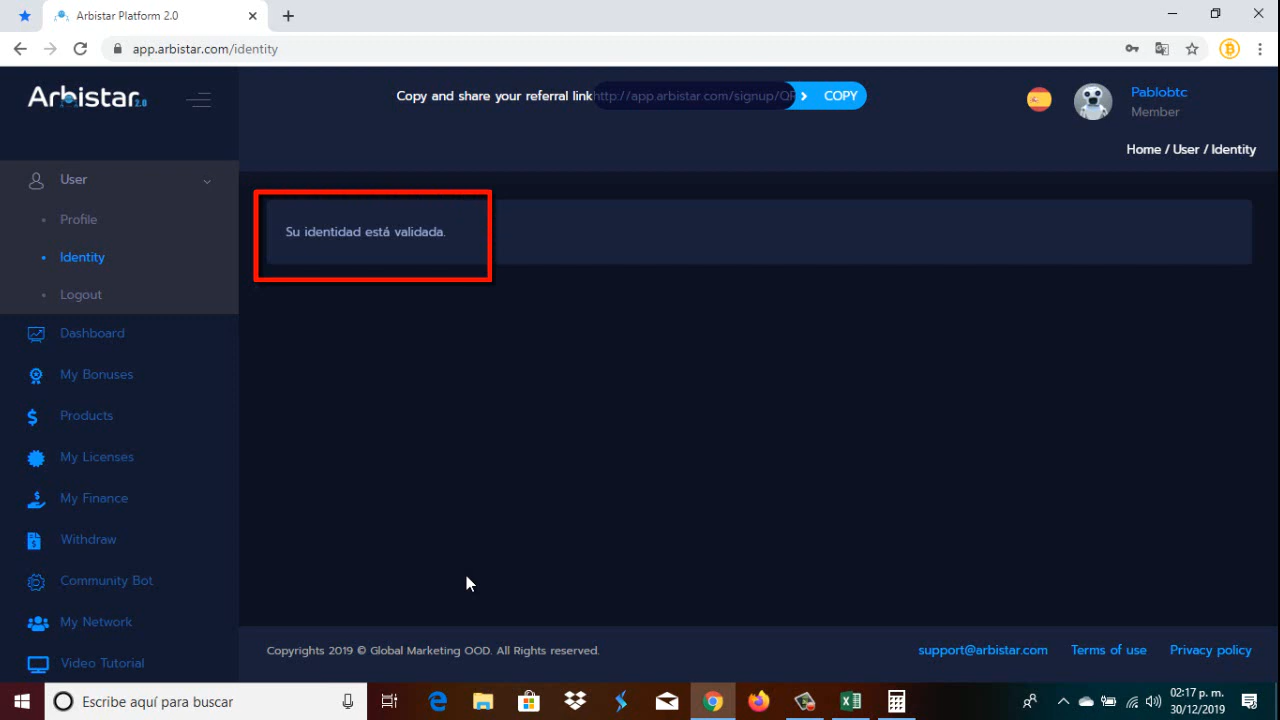 Arbistar Platform 2.0
app.arbistar.com/identity
Arbistar 2.0
Copy and share your referral link
http://app.arbistar.com/signup/
COPY
Pablobtc
Member
Home / User / Identity
User
Profile
Identity
Logout
Dashboard
My Bonuses
Products
My Licenses
My Finance
Withdraw
Community Bot
My Network
Video Tutorial
Su identidad está validada.
Copyrights 2019 © Global Marketing OOD. All Rights reserved.
support@arbistar.com
Terms of use
Privacy policy
Escribe aquí para buscar
02:17 p. m.
30/12/2019